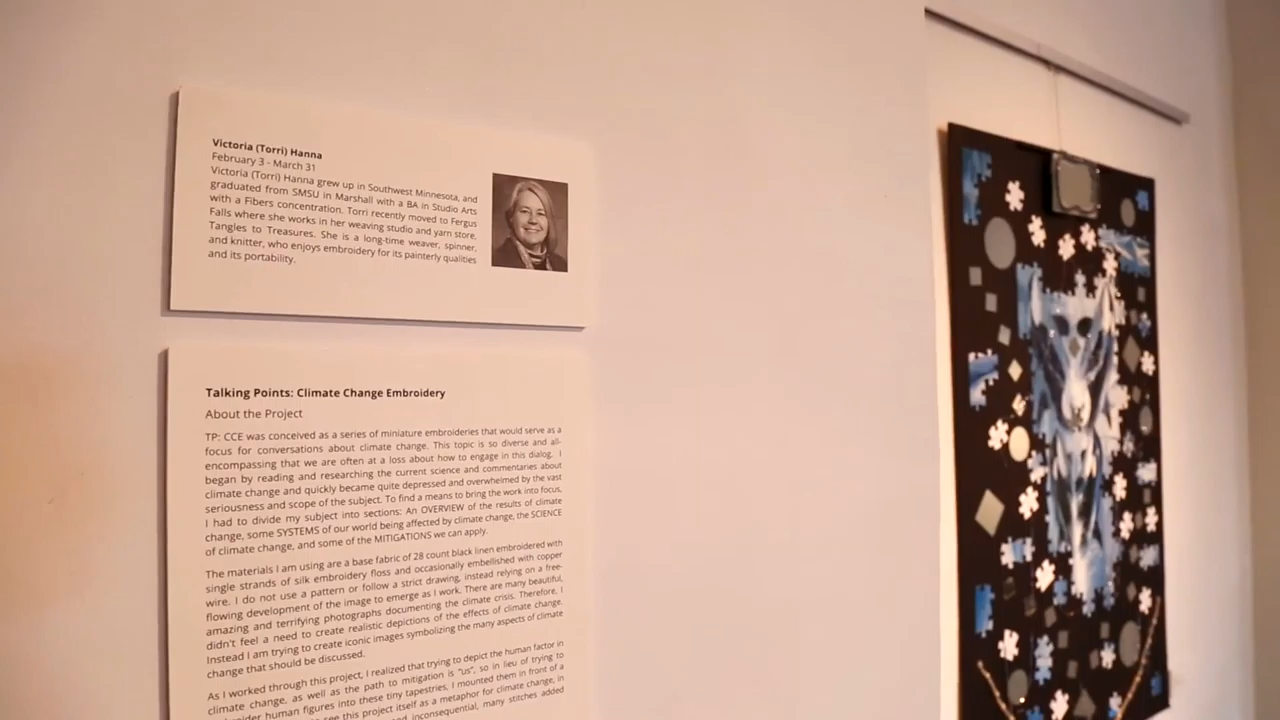 Victoria (Torri) Hanna
February 3 - March 31
Victoria (Torri) Hanna grew up in Southwest Minnesota, and
graduated from SMSU in Marshall with a BA in Studio Arts
with a Fibers concentration. Torri recently moved to Fergus
Falls where she works in her weaving studio and yarn store,
Tangles to Treasures. She is a long-time weaver, spinner,
and knitter, who enjoys embroidery for its painterly qualities
and its portability.
Talking Points: Climate Change Embroidery
About the Project
TP: CCE was conceived as a series of miniature embroideries that would serve as a
focus for conversations about climate change. This topic is so diverse and all-
encompassing that we are often at a loss about how to engage in this dialog. I
began by reading and researching the current science and commentaries about
climate change and quickly became quite depressed and overwhelmed by the vast
seriousness and scope of the subject. To find a means to bring the work into focus,
I had to divide my subject into sections: An OVERVIEW of the results of climate
change, some SYSTEMS of our world being affected by climate change, the SCIENCE
of climate change, and some of the MITIGATIONS we can apply.
The materials I am using are a base fabric of 28 count black linen embroidered with
single strands of silk embroidery floss and occasionally embellished with copper
wire. I do not use a pattern or follow a strict drawing, instead relying on a free-
flowing development of the image to emerge as I work. There are many beautiful,
amazing and terrifying photographs documenting the climate crisis. Therefore, I
didn't feel a need to create realistic depictions of the effects of climate change.
Instead I am trying to create iconic images symbolizing the many aspects of climate
change that should be discussed.
As I worked through this project, I realized that trying to depict the human factor in
climate change, as well as the path to mitigation is "us", so in lieu of trying to
human figures into these tiny tapestries, I mounted them in front of a
see this project itself as a metaphor for climate change, in
inconsequential, many stitches added